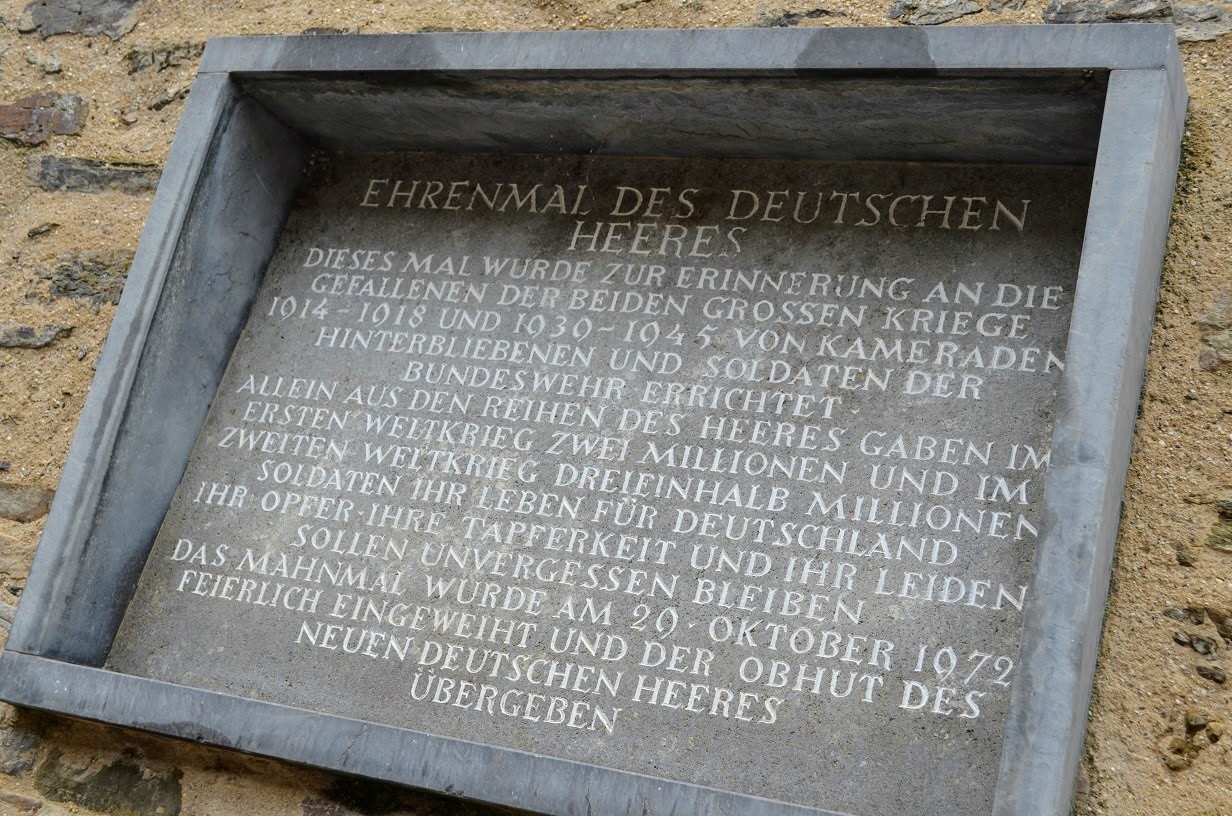 EHRENMAL DES DEUTSCHEN
HEERES
DIESES MAL WURDE ZUR ERINNERUNG AN DIE
GEFALLENEN DER BEIDEN GROSSEN KRIEGE
1914-1918 UND 1939-1945 VON KAMERADEN
HINTERBLIEBENEN UND SOLDATEN DER
BUNDESWEHR ERRICHTET·
ALLEIN AUS DEN REIHEN DES HEERES GABEN IM
ERSTEN WELTKRIEG ZWEI MILLIONEN UND IM
ZWEITEN WELTKRIEG DREIEINHALB MILLIONEN
SOLDATEN IHR LEBEN FÜR DEUTSCHLAND
IHR OPFER·IHRE TAPFERKEIT UND IHR LEIDEN
SOLLEN UNVERGESSEN BLEIBEN
DAS MAHNMAL WURDE AM 29·OKTOBER 1972
FEIERLICH EINGEWEIHT UND DER OBHUT DES
NEUEN DEUTSCHEN HEERES
ÜBERGEBEN